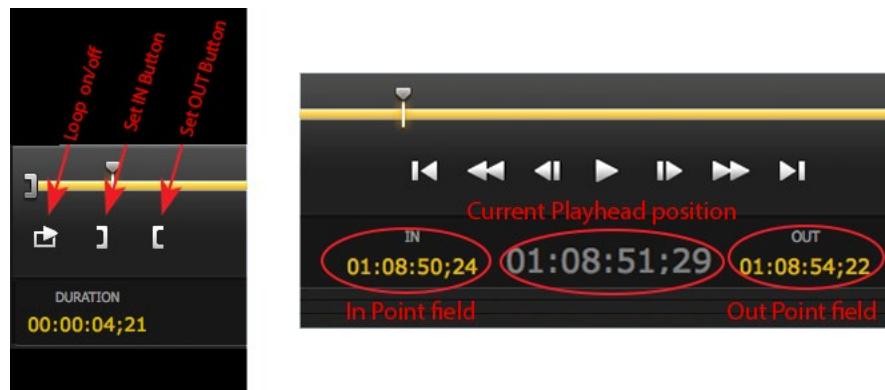 Loop on/off
Set IN Button
Set OUT Button
DURATION
00:00:04;21
Current Playhead position
IN
01:08:50;24
01:08:51;29
OUT
01:08:54;22
In Point field
Out Point field